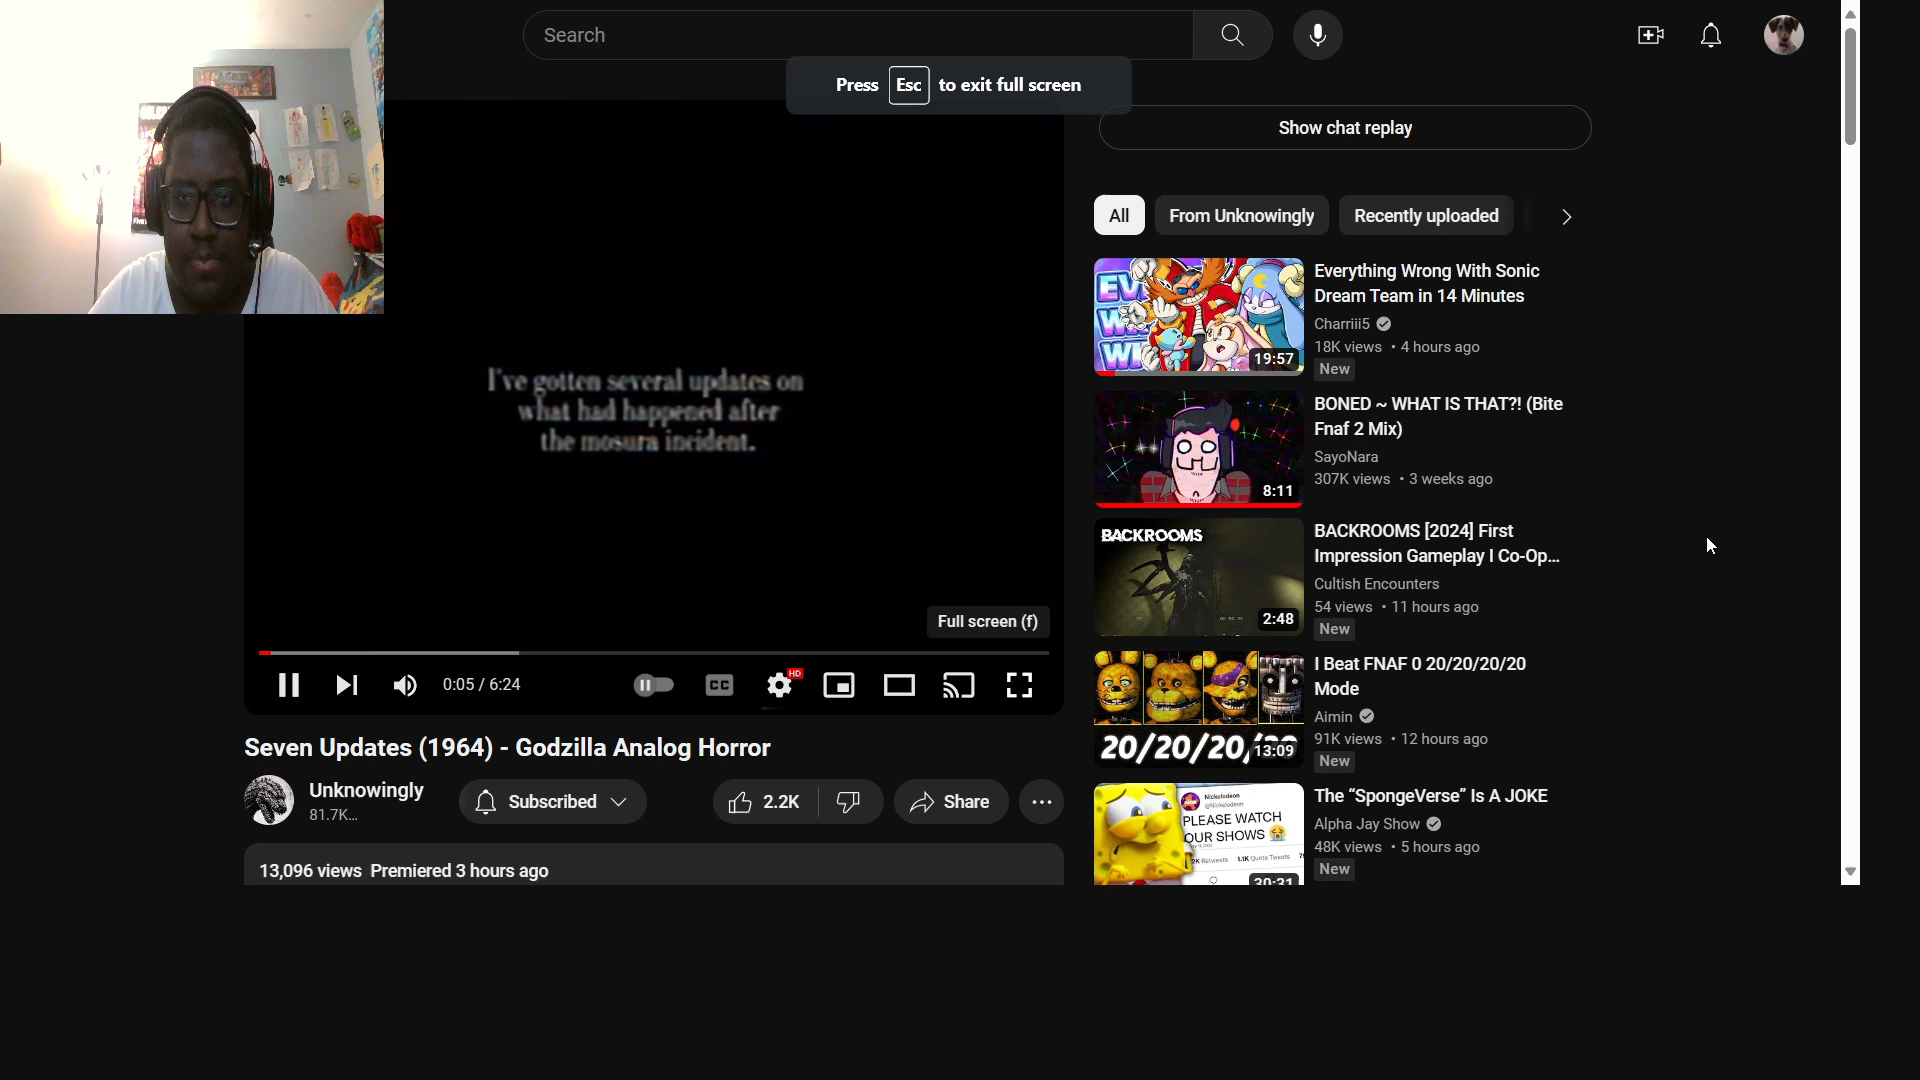 Search
Press Esc to exit full screen
Show chat replay
All
From Unknowingly
Recently uploaded
I've gotten several updates on
what had happened after
the mosura incident.
Full screen (f)
0:05 / 6:24
CC
HD
Seven Updates (1964) - Godzilla Analog Horror
Unknowingly
81.7K...
Subscribed
2.2K
Share
13,096 views Premiered 3 hours ago
19:57
Everything Wrong With Sonic
Dream Team in 14 Minutes
Charriii5
18K views • 4 hours ago
New
8:11
BONED ~ WHAT IS THAT?! (Bite
Fnaf 2 Mix)
SayoNara
307K views • 3 weeks ago
BACKROOMS
2:48
BACKROOMS [2024] First
Impression Gameplay I Co-Op...
Cultish Encounters
54 views • 11 hours ago
New
20/20/20/
13:09
I Beat FNAF 0 20/20/20/20
Mode
Aimin
91K views • 12 hours ago
New
Nickelodeon
@Nickelodeon
PLEASE WATCH
OUR SHOWS
2K Retweets 1.1K Quote Tweets
30:31
The “SpongeVerse” Is A JOKE
Alpha Jay Show
48K views • 5 hours ago
New